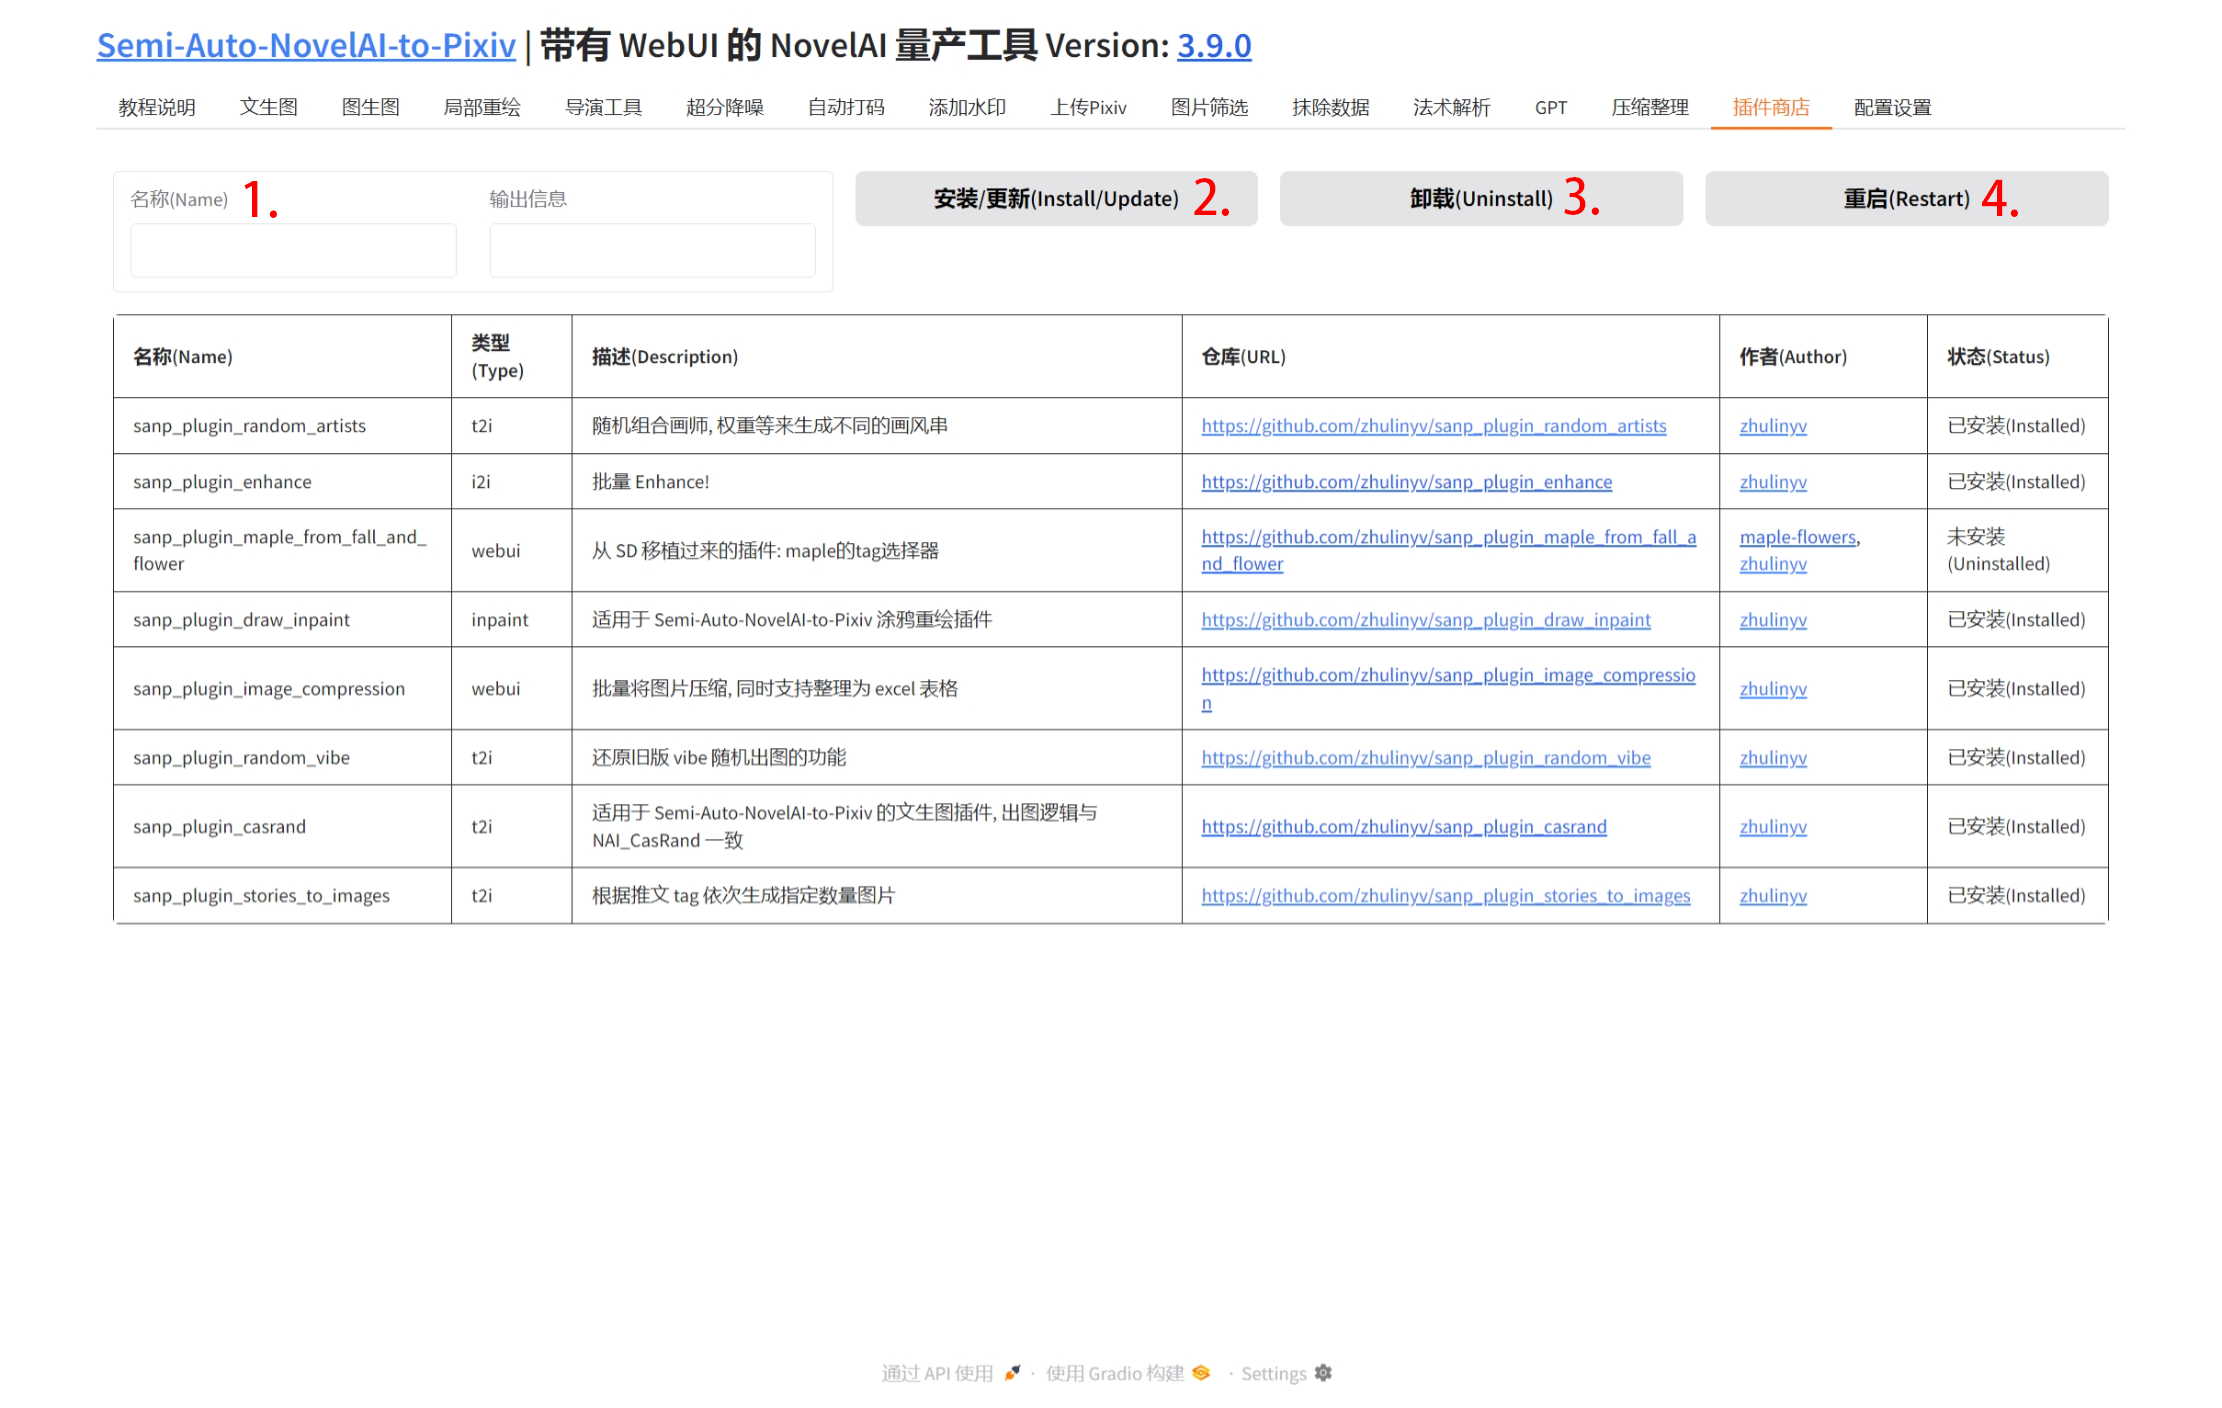 Semi-Auto-NovelAI-to-Pixiv | 带有 WebUI 的 NovelAI 量产工具 Version: 3.9.0
教程说明 文生图 图生图 局部重绘 导演工具 超分降噪 自动打码 添加水印 上传Pixiv 图片筛选 抹除数据 法术解析 GPT 压缩整理 插件商店 配置设置
名称(Name) 1. 输出信息 安装/更新(Install/Update) 2. 卸载(Uninstall) 3. 重启(Restart) 4.
名称(Name) 类型 (Type) 描述(Description) 仓库(URL) 作者(Author) 状态(Status)
sanp_plugin_random_artists t2i 随机组合画师, 权重等来生成不同的画风串 https://github.com/zhulinyv/sanp_plugin_random_artists zhulinyv 已安装(Installed)
sanp_plugin_enhance i2i 批量 Enhance! https://github.com/zhulinyv/sanp_plugin_enhance zhulinyv 已安装(Installed)
sanp_plugin_maple_from_fall_and_
flower webui 从 SD 移植过来的插件: maple的tag选择器 https://github.com/zhulinyv/sanp_plugin_maple_from_fall_a
nd_flower maple-flowers,
zhulinyv 未安装
(Uninstalled)
sanp_plugin_draw_inpaint inpaint 适用于 Semi-Auto-NovelAI-to-Pixiv 涂鸦重绘插件 https://github.com/zhulinyv/sanp_plugin_draw_inpaint zhulinyv 已安装(Installed)
sanp_plugin_image_compression webui 批量将图片压缩, 同时支持整理为 excel 表格 https://github.com/zhulinyv/sanp_plugin_image_compressio
n zhulinyv 已安装(Installed)
sanp_plugin_random_vibe t2i 还原旧版 vibe 随机出图的功能 https://github.com/zhulinyv/sanp_plugin_random_vibe zhulinyv 已安装(Installed)
sanp_plugin_casrand t2i 适用于 Semi-Auto-NovelAI-to-Pixiv 的文生图插件, 出图逻辑与
NAI_CasRand 一致 https://github.com/zhulinyv/sanp_plugin_casrand zhulinyv 已安装(Installed)
sanp_plugin_stories_to_images t2i 根据推文 tag 依次生成指定数量图片 https://github.com/zhulinyv/sanp_plugin_stories_to_images zhulinyv 已安装(Installed)
通过 API 使用 · 使用 Gradio 构建 · Settings